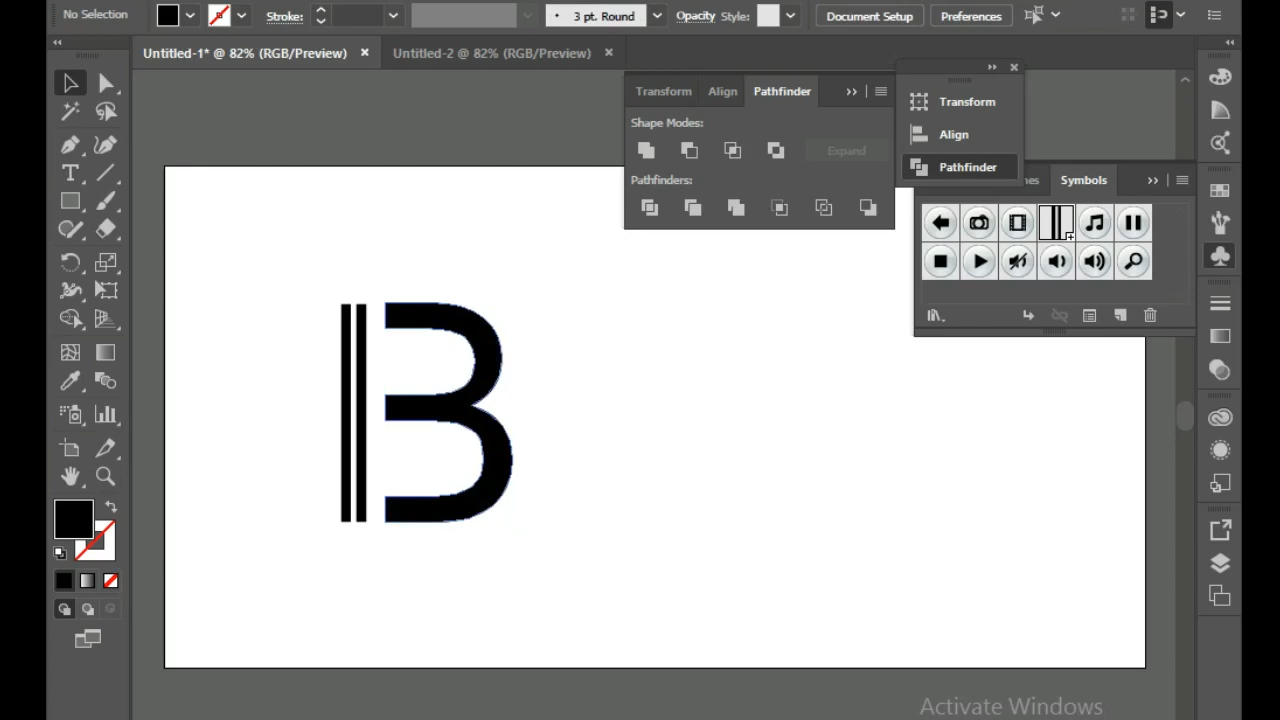 No Selection
Stroke:
3 pt. Round
Opacity
Style:
Document Setup
Preferences
Untitled-1* @ 82% (RGB/Preview)
Untitled-2 @ 82% (RGB/Preview)
Transform
Align
Pathfinder
Shape Modes:
Expand
Pathfinders:
Transform
Align
Pathfinder
Symbols
B
Activate Windows